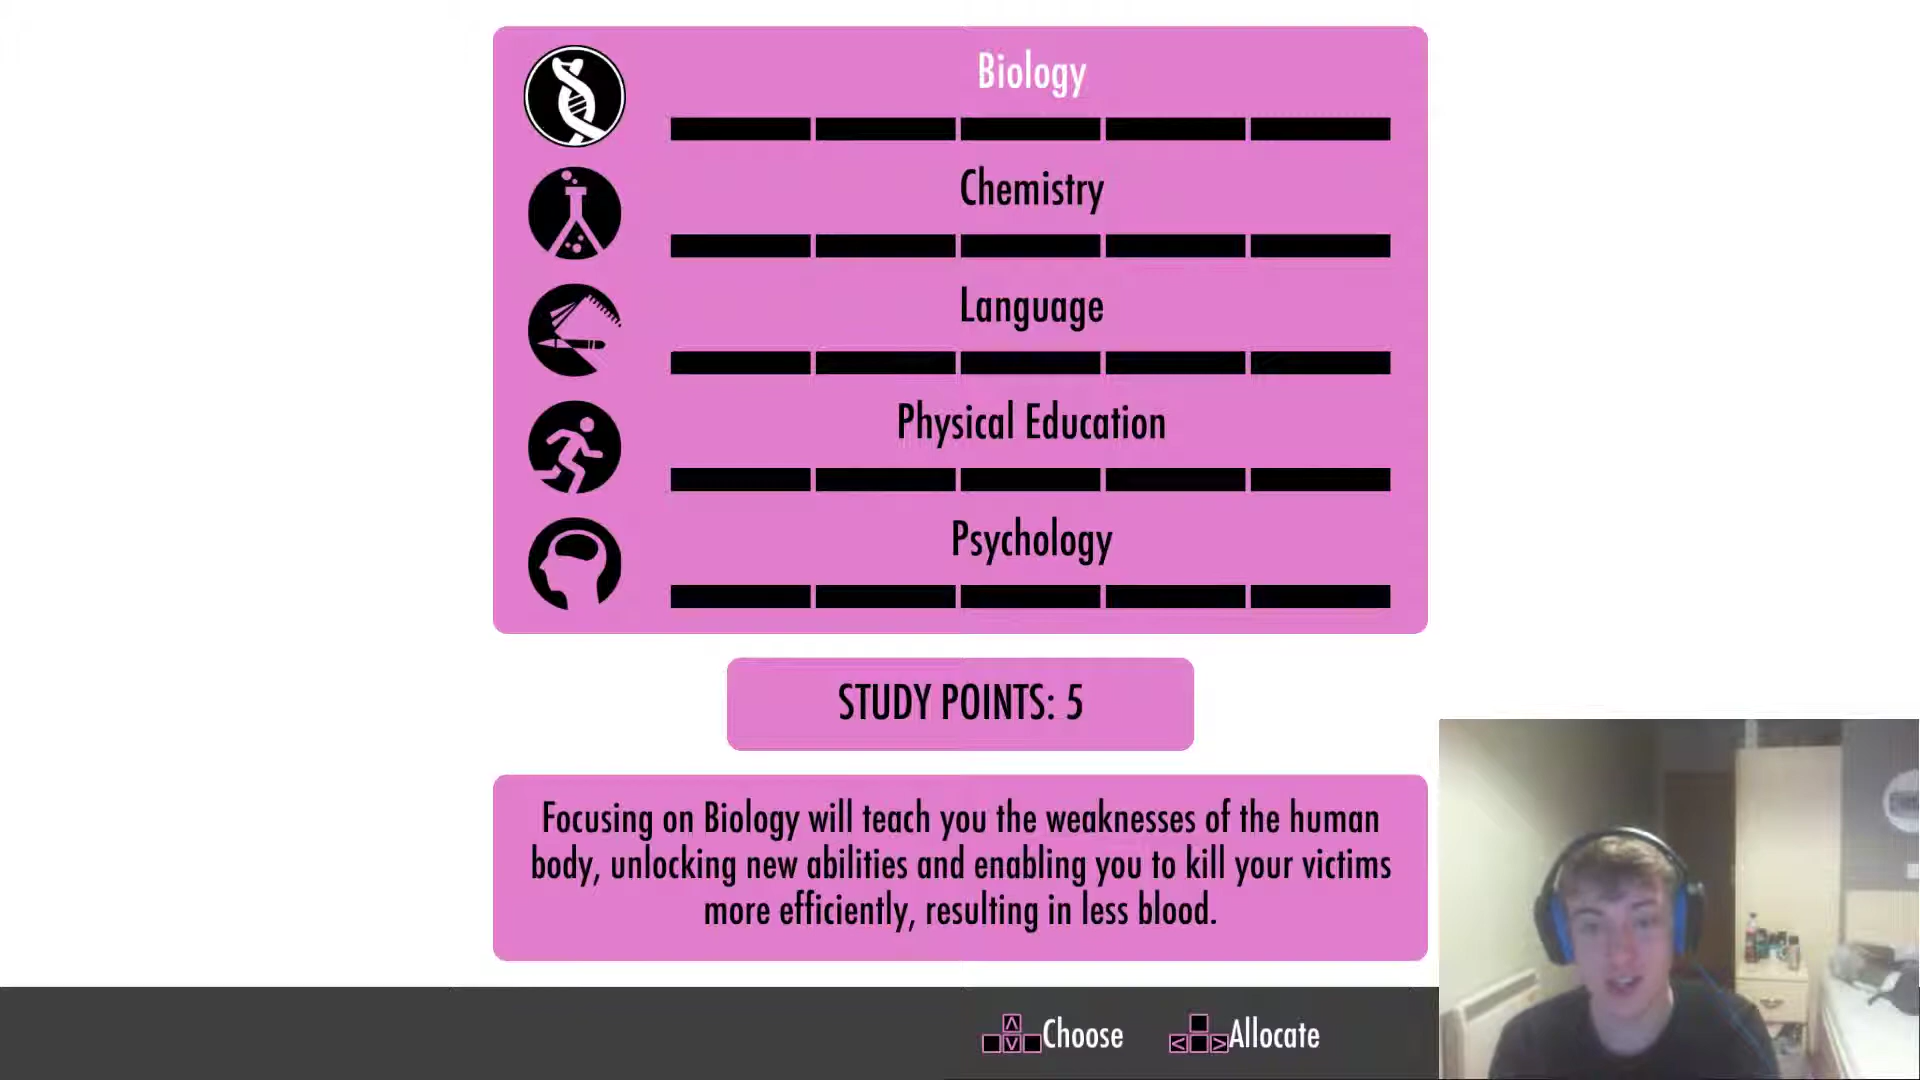 Biology
Chemistry
Language
Physical Education
Psychology
STUDY POINTS: 5
Focusing on Biology will teach you the weaknesses of the human
body, unlocking new abilities and enabling you to kill your victims
more efficiently, resulting in less blood.
Choose
Allocate